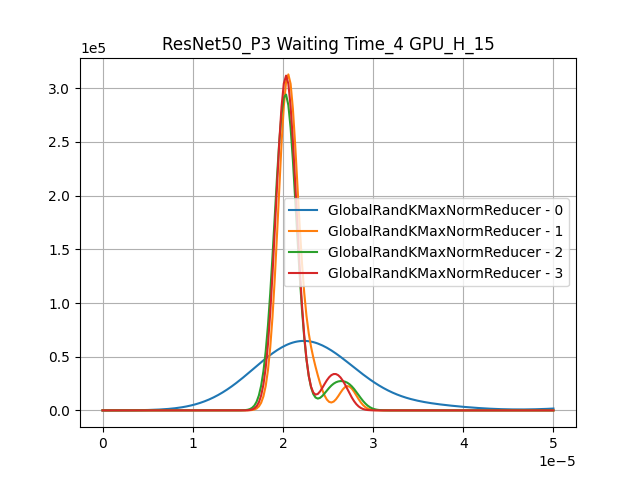 ResNet50_P3 Waiting Time_4 GPU_H_15
1e5
3.0
2.5
2.0
1.5
1.0
0.5
0.0
GlobalRandKMaxNormReducer - 0
GlobalRandKMaxNormReducer - 1
GlobalRandKMaxNormReducer - 2
GlobalRandKMaxNormReducer - 3
0 1 2 3 4 5
1e−5